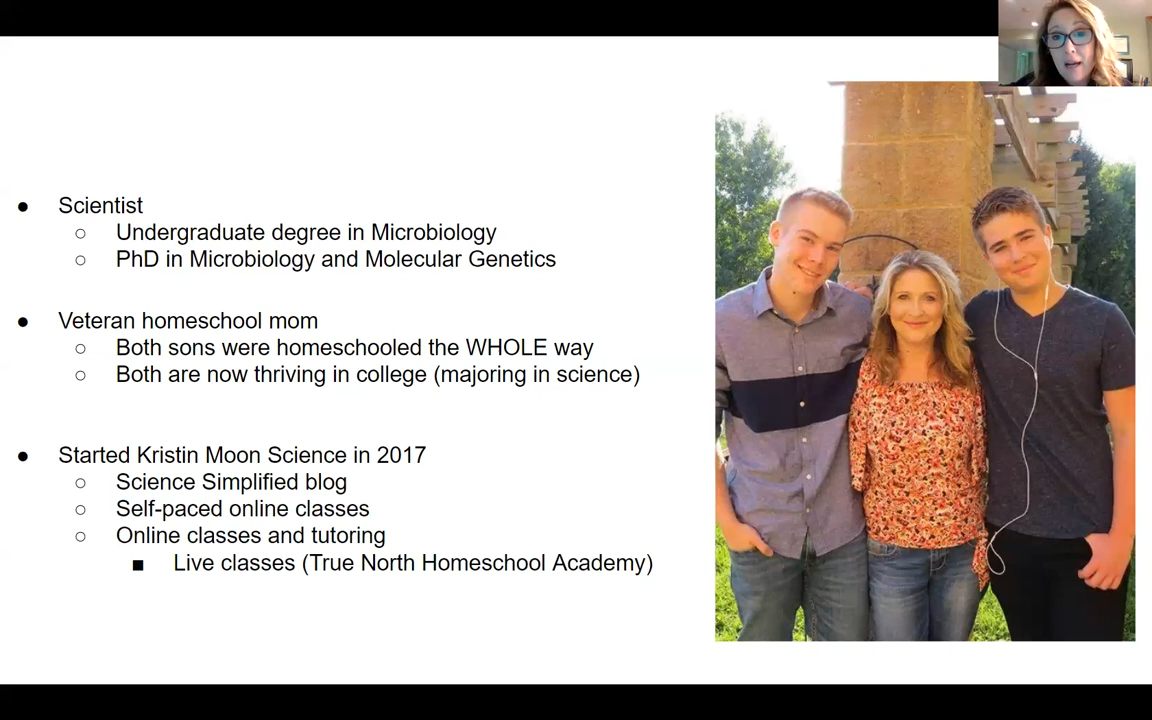 ● Scientist
○ Undergraduate degree in Microbiology
○ PhD in Microbiology and Molecular Genetics
● Veteran homeschool mom
○ Both sons were homeschooled the WHOLE way
○ Both are now thriving in college (majoring in science)
● Started Kristin Moon Science in 2017
○ Science Simplified blog
○ Self-paced online classes
○ Online classes and tutoring
■ Live classes (True North Homeschool Academy)